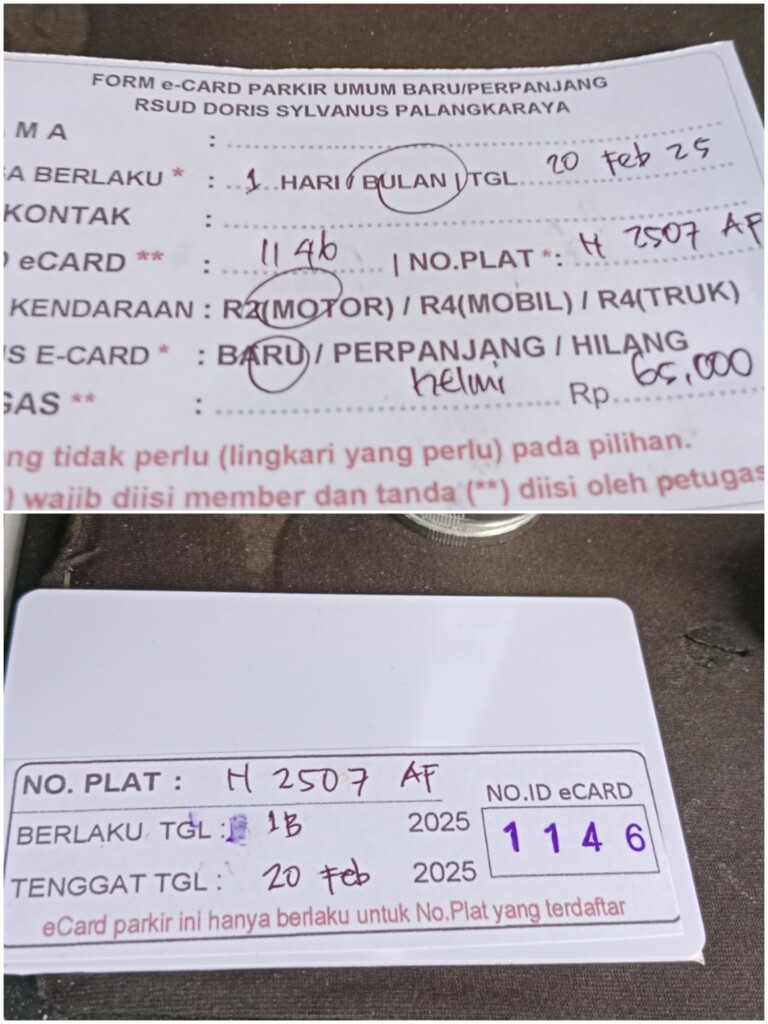 FORM e-CARD PARKIR UMUM BARU/PERPANJANG
RSUD DORIS SYLVANUS PALANGKARAYA
MA :
A BERLAKU * : 1 HARI / BULAN / TGL 20 Feb 25
KONTAK :
eCARD ** : 1146 | NO.PLAT *: H 2507 AF
KENDARAAN : R2(MOTOR) / R4(MOBIL) / R4(TRUK)
S E-CARD * : BARU / PERPANJANG / HILANG
GAS ** : helmi Rp. 65,000
ng tidak perlu (lingkari yang perlu) pada pilihan.
) wajib diisi member dan tanda (**) diisi oleh petugas
NO. PLAT : H 2507 AF
NO.ID eCARD
BERLAKU TGL : 1B 2025
1146
TENGGAT TGL : 20 Feb 2025
eCard parkir ini hanya berlaku untuk No.Plat yang terdaftar